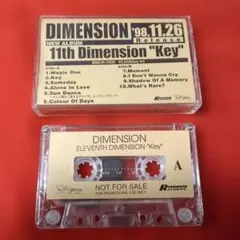 DIMENSION '98.11.26
NEW ALBUM Release
11th Dimension "Key"
SIDE-A
1.Magic One
2.Key
3.Someday
4.Alone In Love
5.Sun Dance
6.Colour Of Days
SIDE-B
7.Moment
8.I Don't Wanna Cry
9.Shadow Of A Memory
10.What's Rare?
DIMENSION
ELEVENTH DIMENSION "Key"
A
NOT FOR SALE